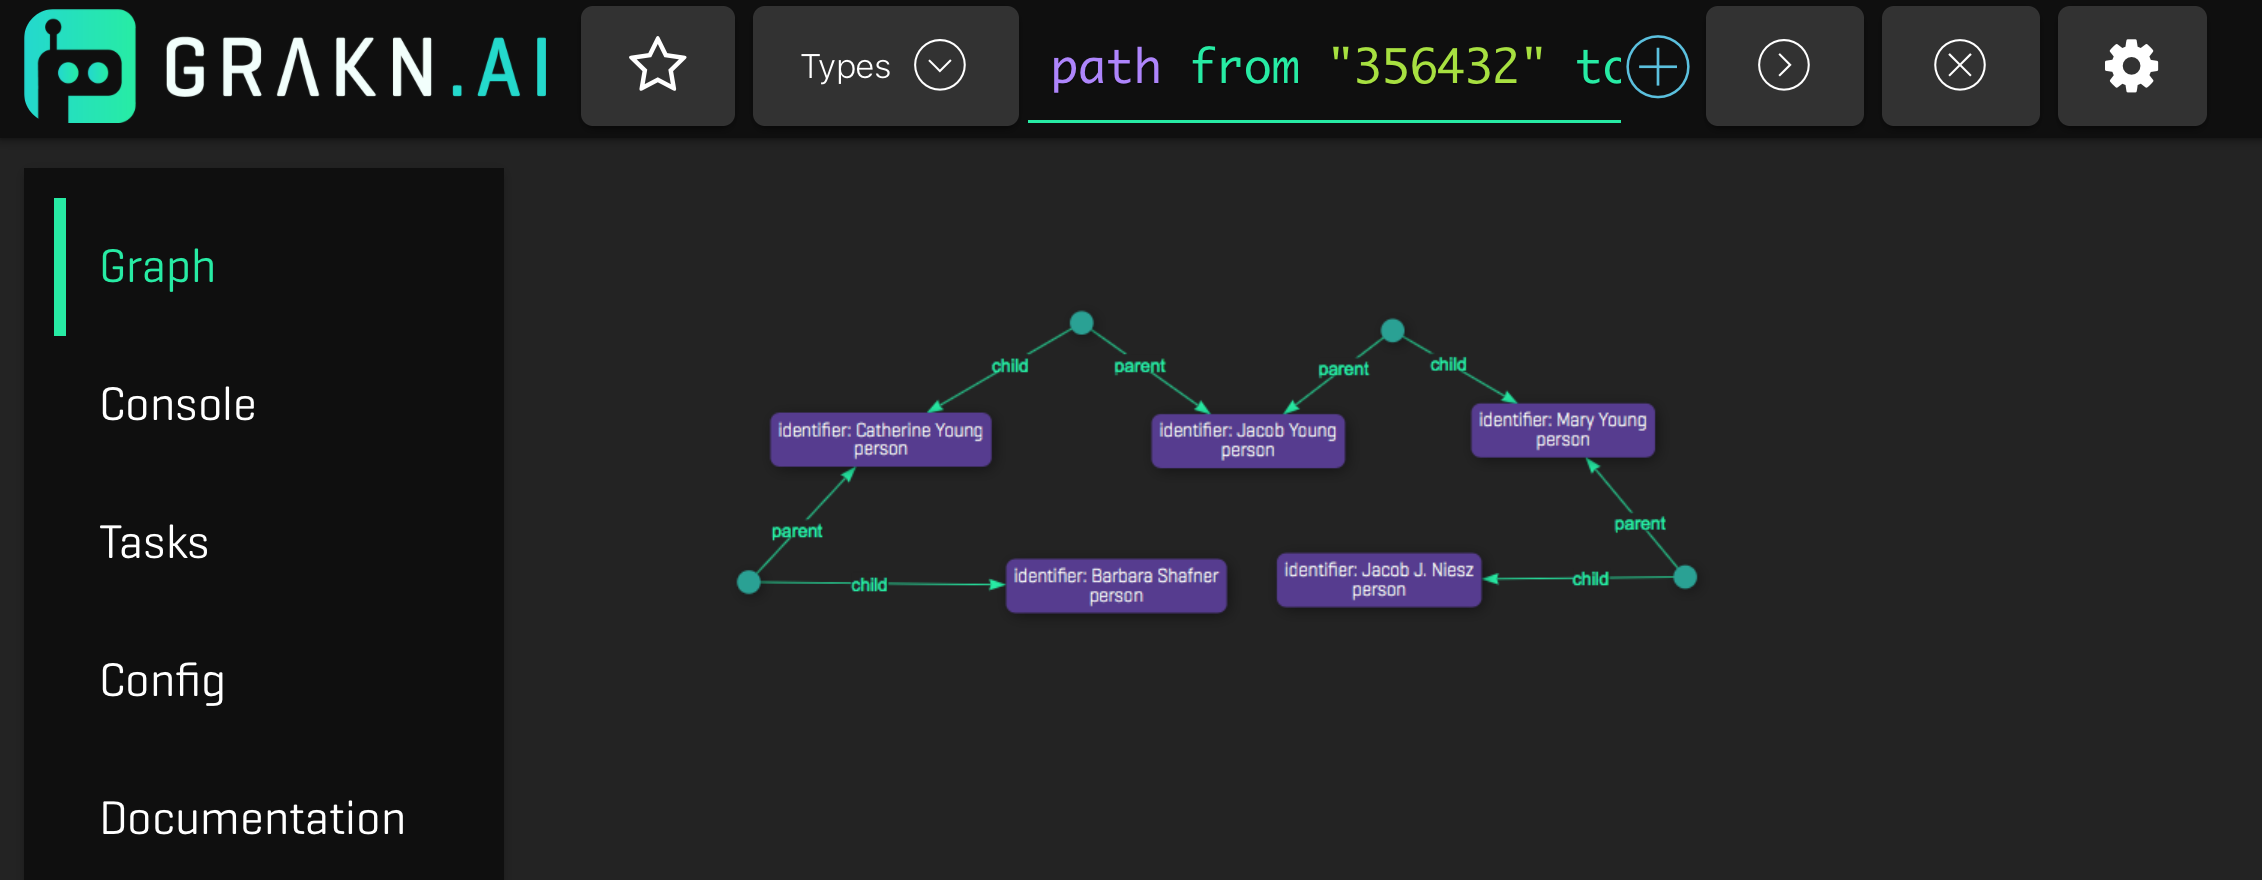 GRAKN.AI
Types
path from "356432"
Graph
Console
Tasks
Config
Documentation
child
parent
parent
child
identifier: Catherine Young
person
identifier: Jacob Young
person
identifier: Mary Young
person
parent
parent
child
identifier: Barbara Shafner
person
identifier: Jacob J. Niesz
person
child